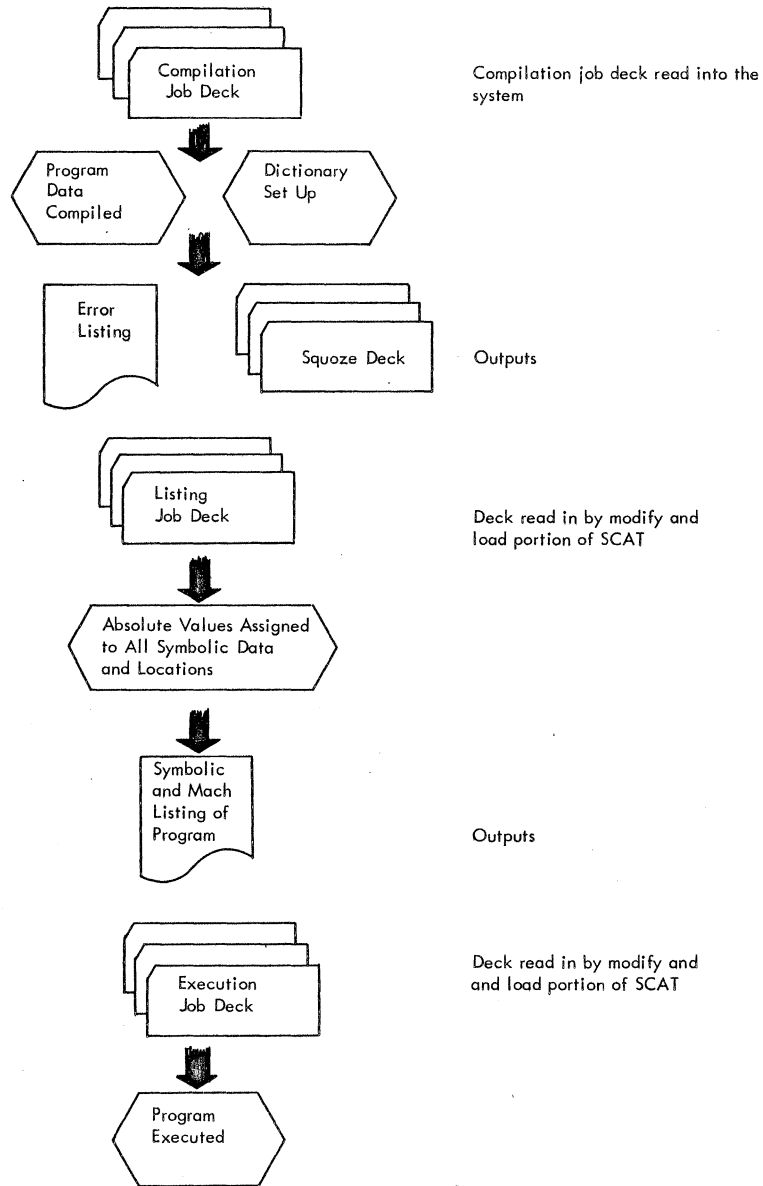 Compilation
Job Deck
Compilation job deck read into the
system
Program
Data
Compiled
Dictionary
Set Up
Error
Listing
Squoze Deck
Outputs
Listing
Job Deck
Deck read in by modify and
load portion of SCAT
Absolute Values Assigned
to All Symbolic Data
and Locations
Symbolic
and Mach
Listing of
Program
Outputs
Execution
Job Deck
Deck read in by modify and
and load portion of SCAT
Program
Executed